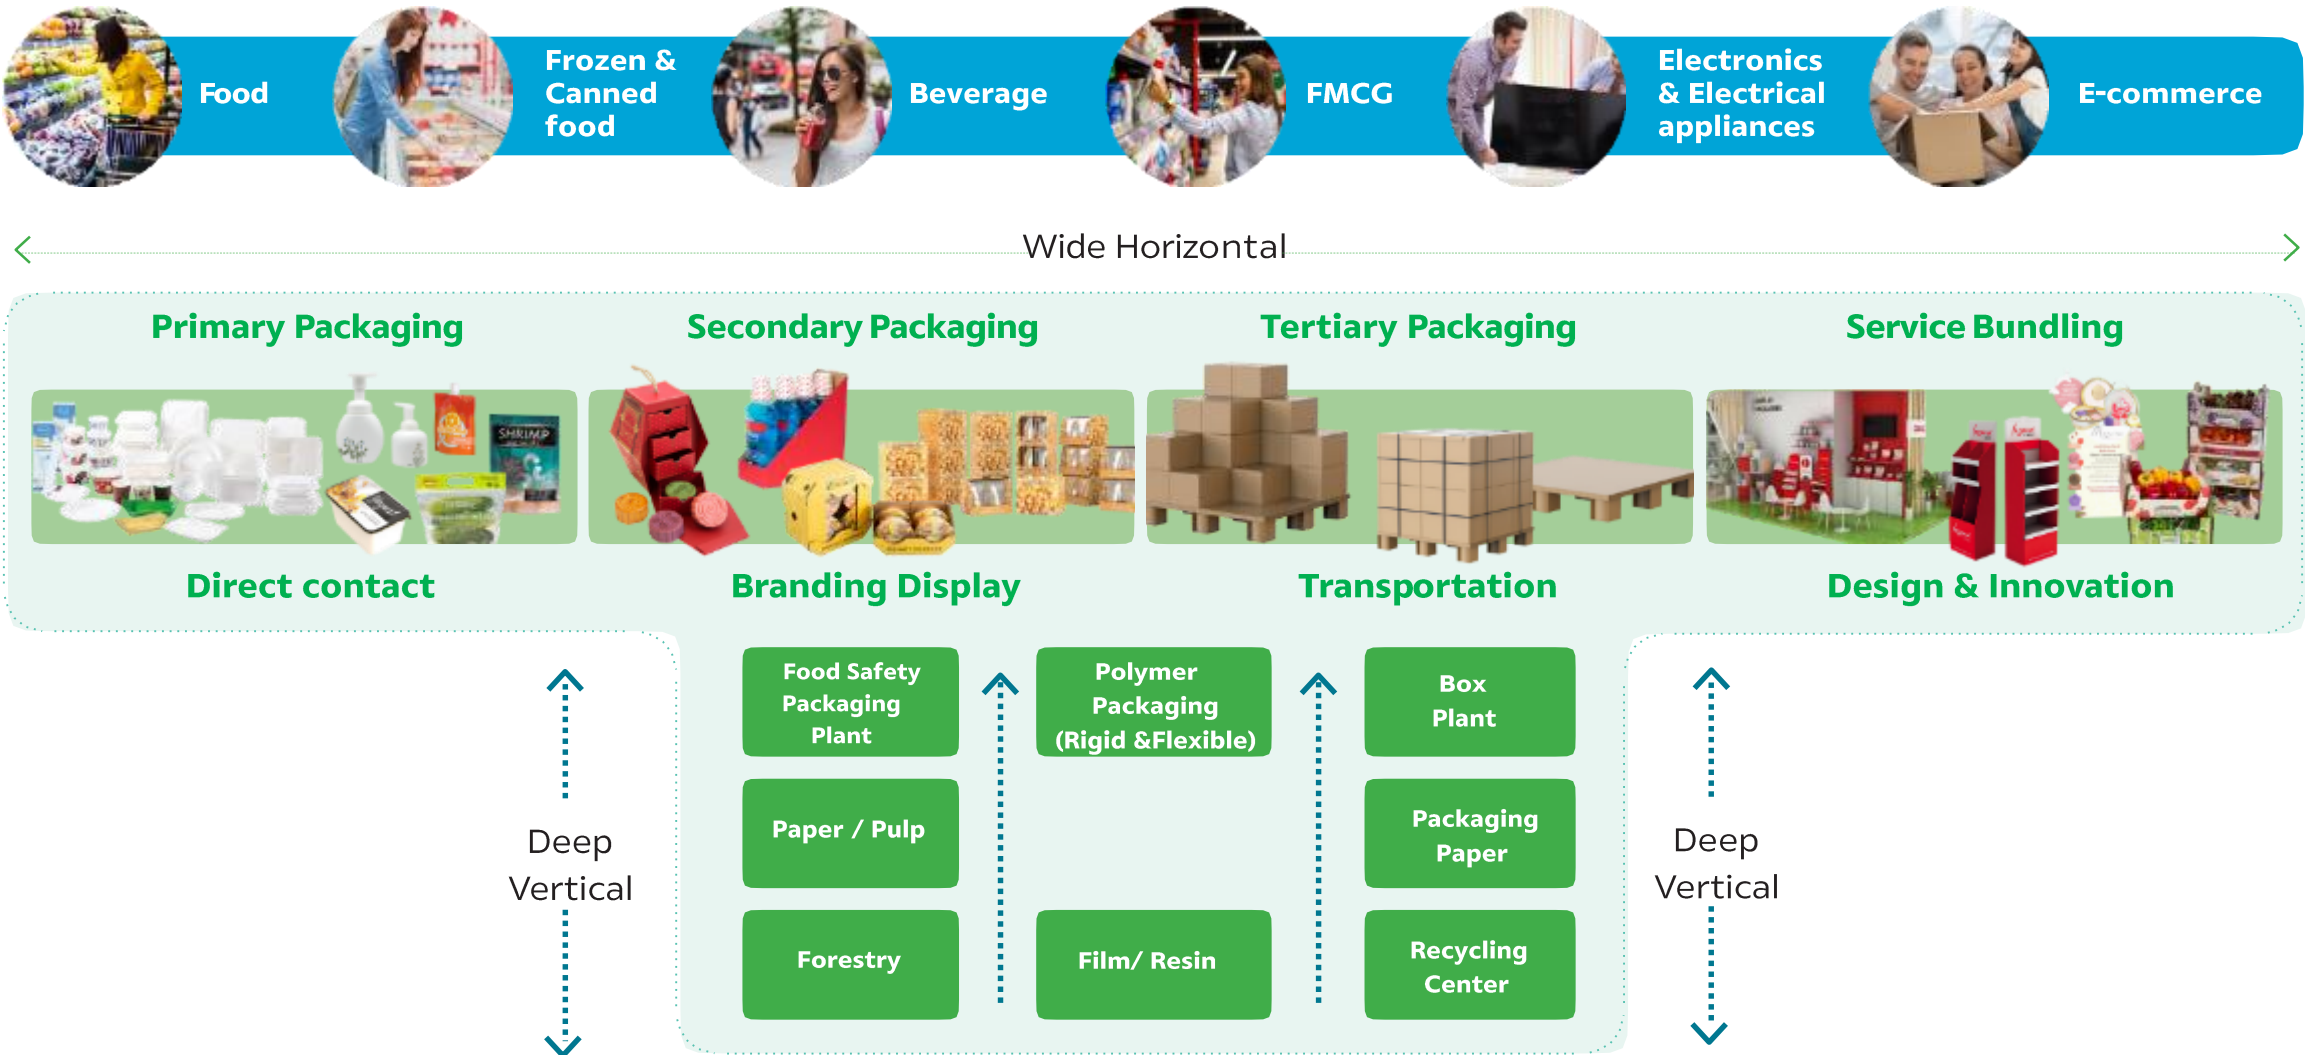 Food
Frozen &
Canned
food
Beverage
FMCG
Electronics
& Electrical
appliances
E-commerce
Wide Horizontal
Primary Packaging
Secondary Packaging
Tertiary Packaging
Service Bundling
SHRIMP
Direct contact
Branding Display
Transportation
Design & Innovation
Food Safety
Packaging
Plant
Polymer
Packaging
(Rigid &Flexible)
Box
Plant
Deep
Vertical
Paper / Pulp
Packaging
Paper
Deep
Vertical
Forestry
Film/ Resin
Recycling
Center